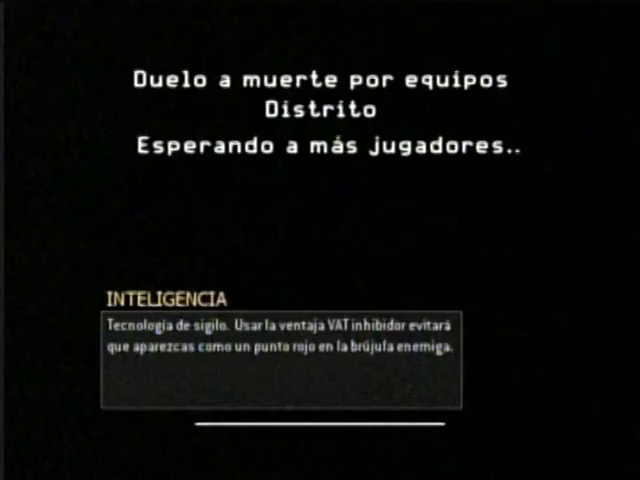 Duelo a muerte por equipos
Distrito
Esperando a más jugadores..
INTELIGENCIA
Tecnología de sigilo. Usar la ventaja VAT inhibidor evitará
que aparezcas como un punto rojo en la brújula enemiga.